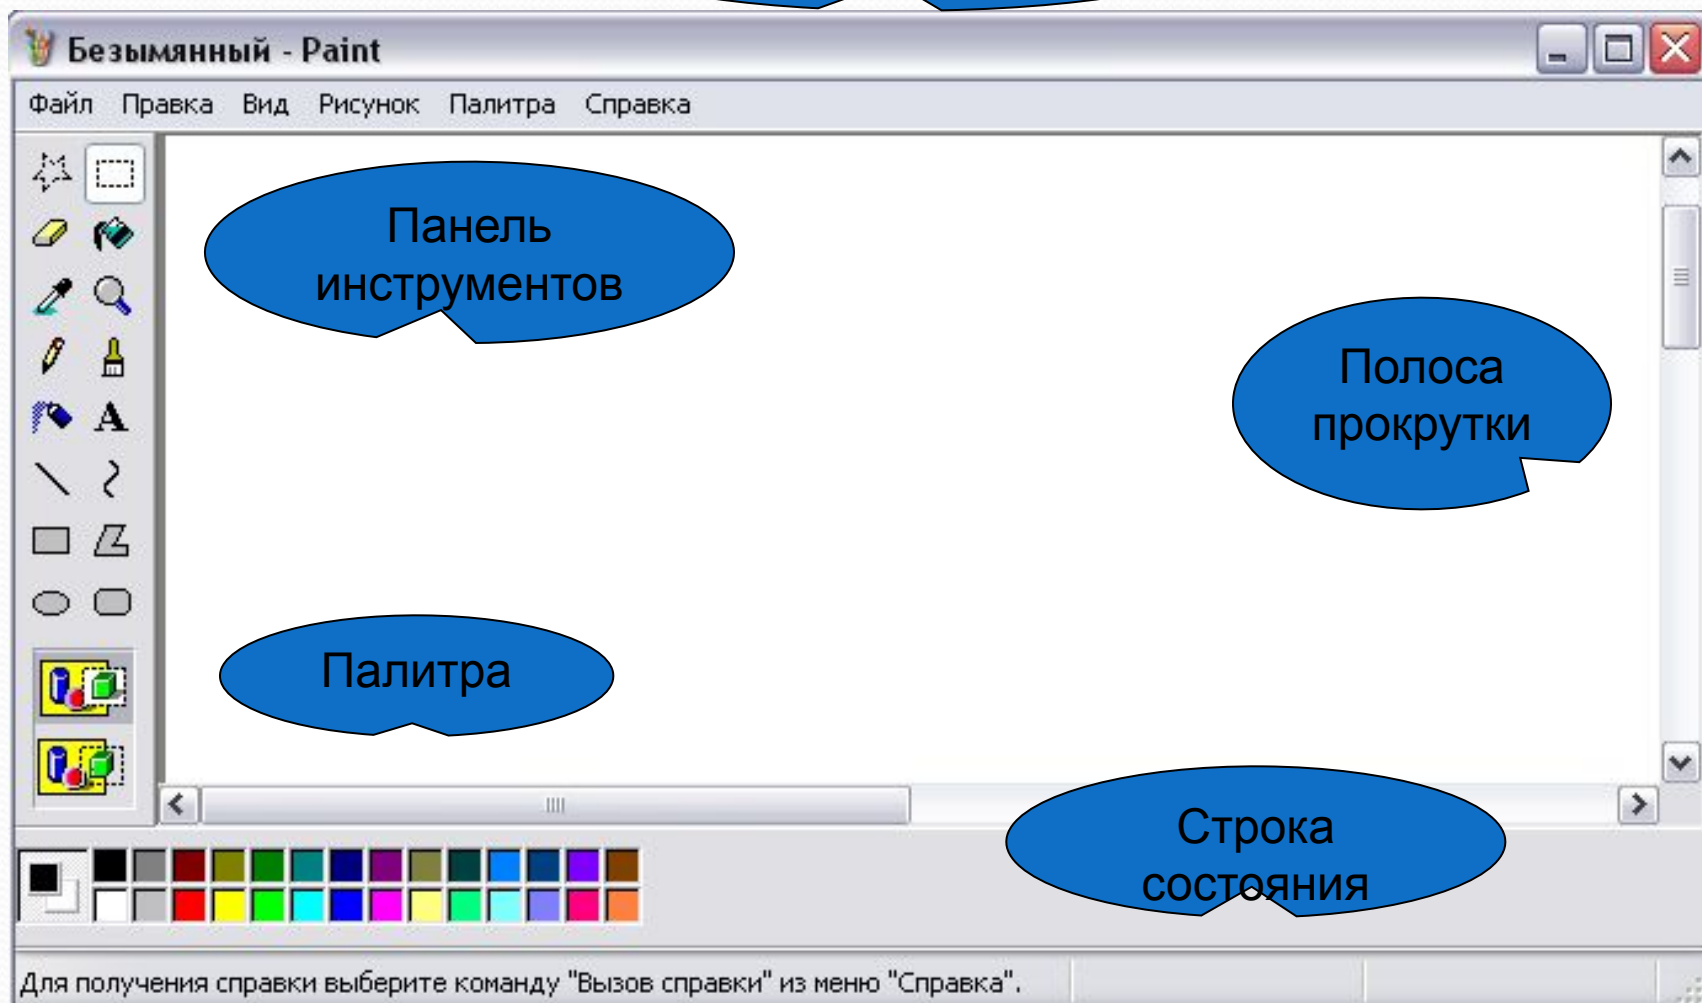 Безымянный - Paint
Файл Правка Вид Рисунок Палитра Справка
Панель
инструментов
Полоса
прокрутки
A
Палитра
Строка
состояния
Для получения справки выберите команду "Вызов справки" из меню "Справка".